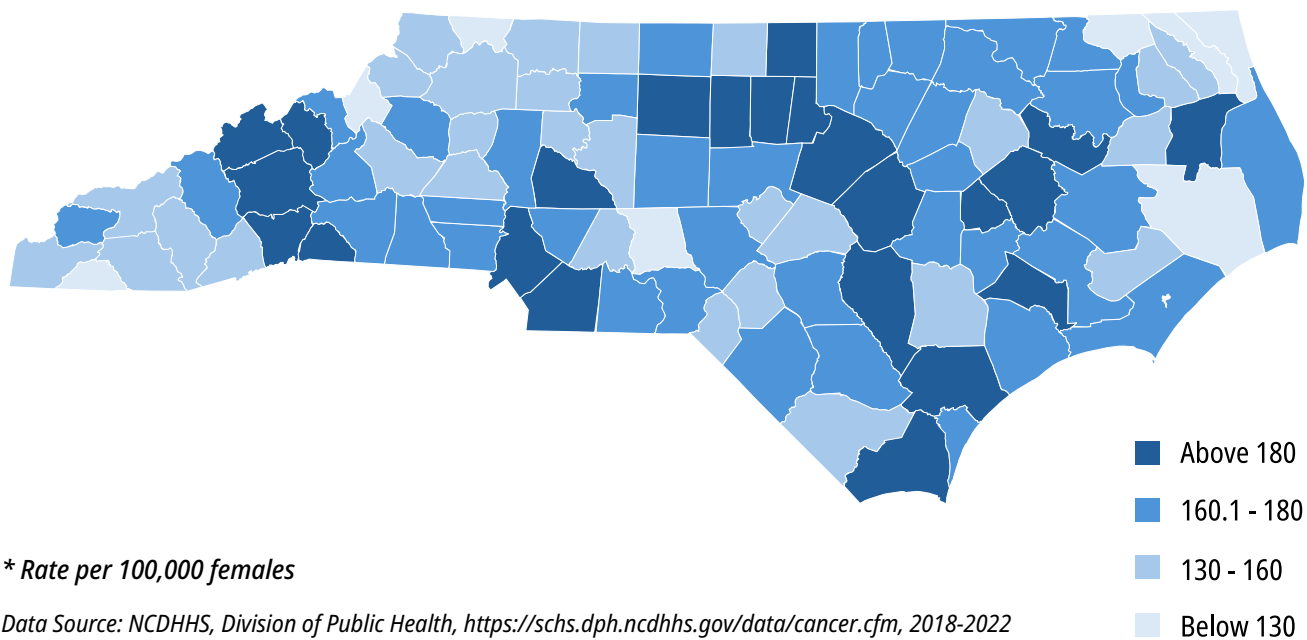 Above 180
160.1 - 180
130 - 160
Below 130
* Rate per 100,000 females
Data Source: NCDHHS, Division of Public Health, https://schs.dph.ncdhhs.gov/data/cancer.cfm, 2018-2022